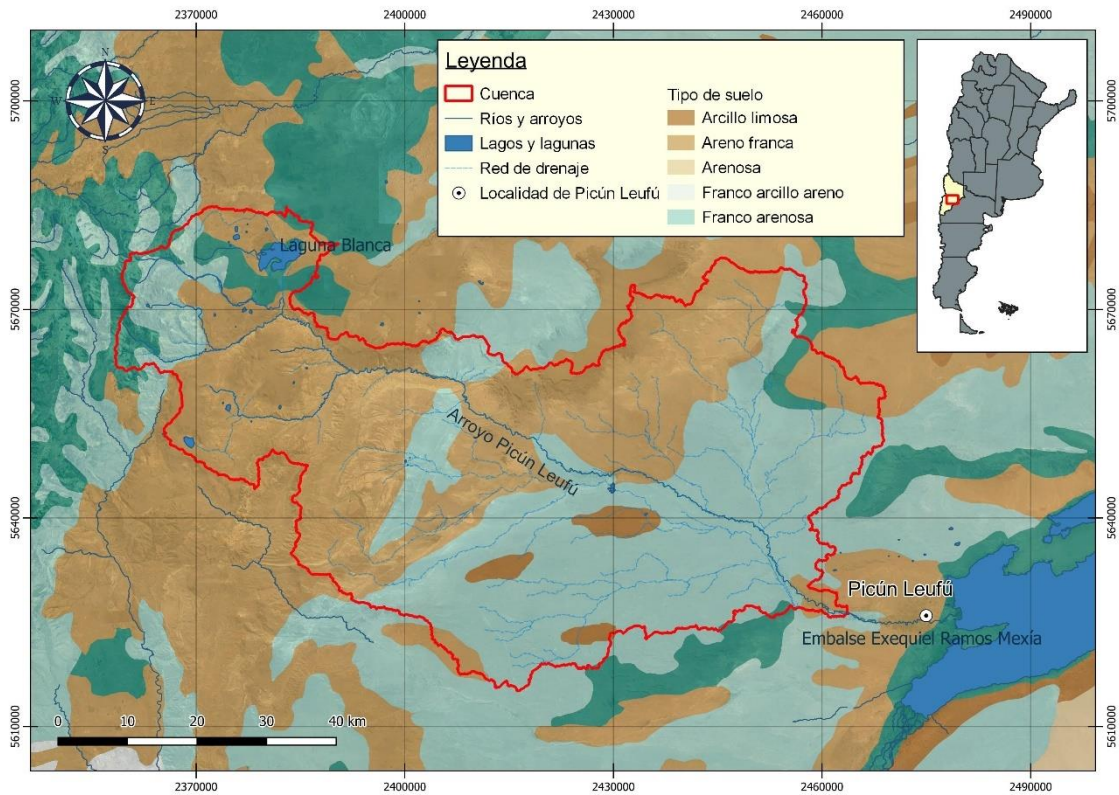 2370000
2400000
2430000
2460000
2490000
5700000
5700000
N
W
E
S
Leyenda
Cuenca
Ríos y arroyos
Lagos y lagunas
Red de drenaje
Localidad de Picún Leufú
Tipo de suelo
Arcillo limosa
Areno franca
Arenosa
Franco arcillo areno
Franco arenosa
Laguna Blanca
5670000
5670000
Arroyo Picún Leufú
5640000
5640000
Picún Leufú
Embalse Exequiel Ramos Mexía
0 10 20 30 40 km
5610000
5610000
2370000
2400000
2430000
2460000
2490000